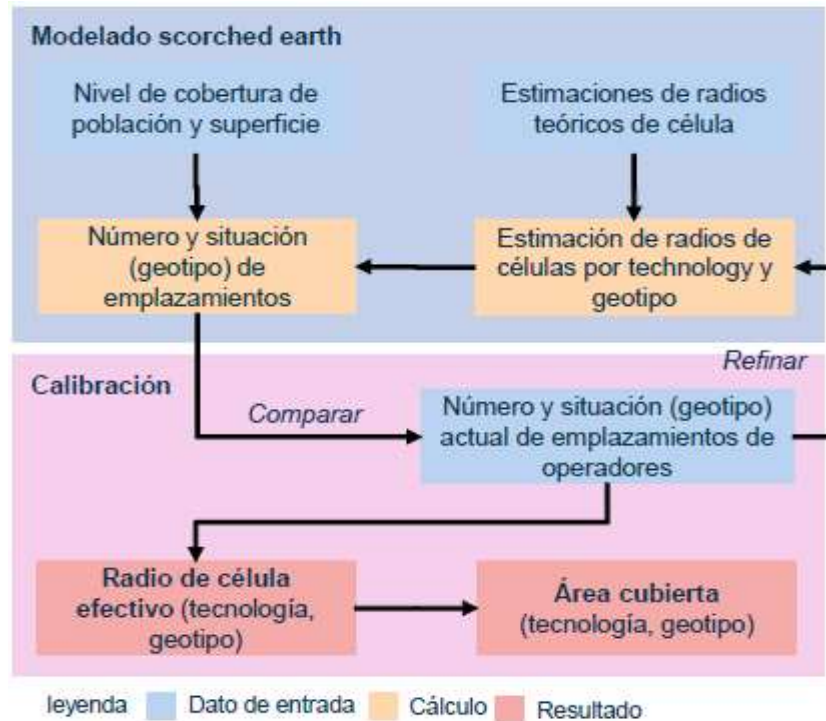 Modelado scorched earth
Nivel de cobertura de
población y superficie
Estimaciones de radios
teóricos de célula
Número y situación
(geotipo) de
emplazamientos
Estimación de radios de
células por technology y
geotipo
Refinar
Calibración
Comparar
Número y situación (geotipo)
actual de emplazamientos de
operadores
Radio de célula
efectivo (tecnología,
geotipo)
Área cubierta
(tecnología, geotipo)
leyenda Dato de entrada Cálculo Resultado